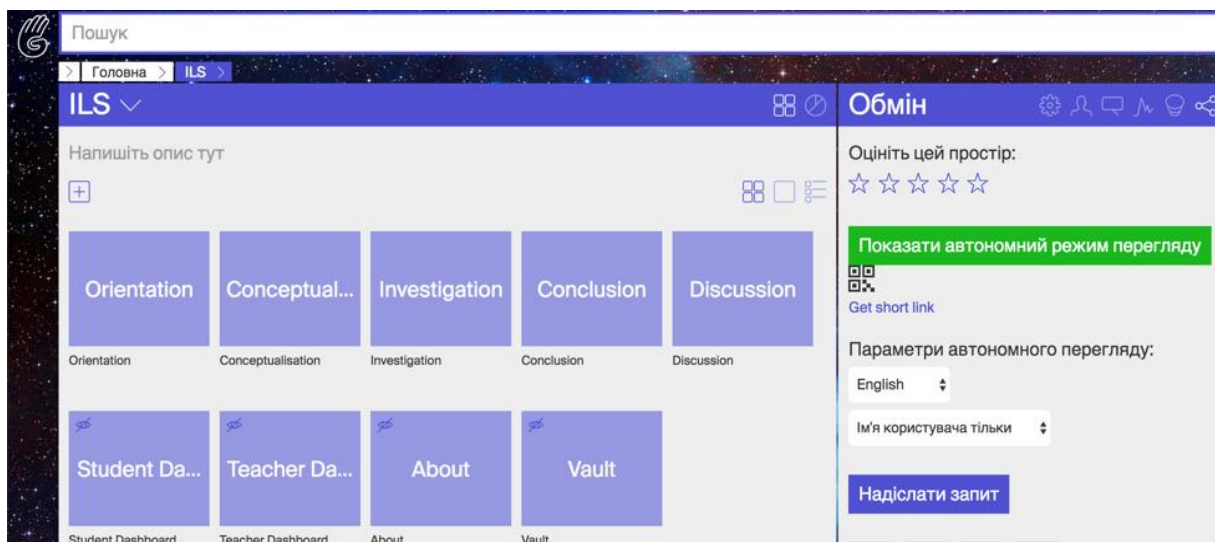 Пошук
Головна
ILS
ILS
Напишіть опис тут
Orientation
Conceptual...
Investigation
Conclusion
Discussion
Orientation
Conceptualisation
Investigation
Conclusion
Discussion
Student Da...
Teacher Da...
About
Vault
Student Dashboard
Teacher Dashboard
About
Vault
Обмін
Оцініть цей простір:
Показати автономний режим перегляду
Get short link
Параметри автономного перегляду:
English
Ім'я користувача тільки
Надіслати запит